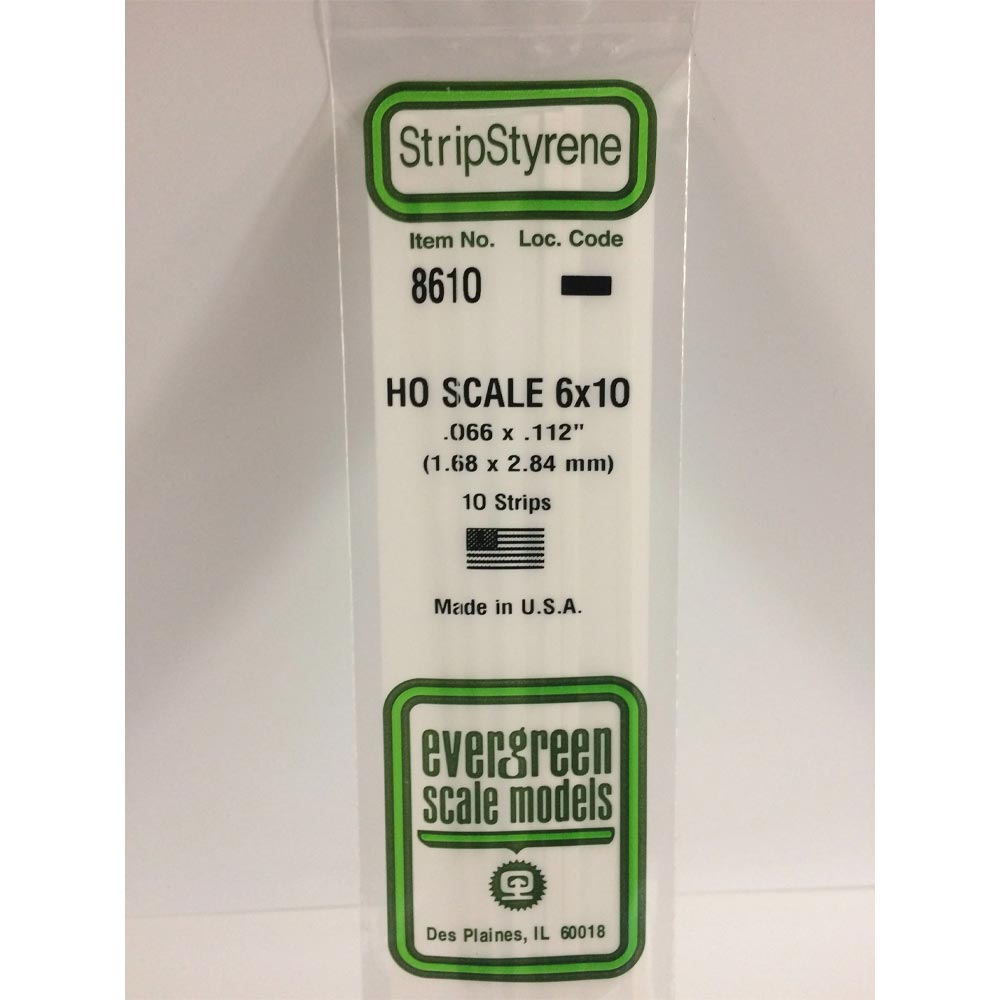 StripStyrene
Item No. Loc. Code
8610
HO SCALE 6x10
.066 x .112"
(1.68 x 2.84 mm)
10 Strips
Made in U.S.A.
evergreen
scale models
Des Plaines, IL 60018